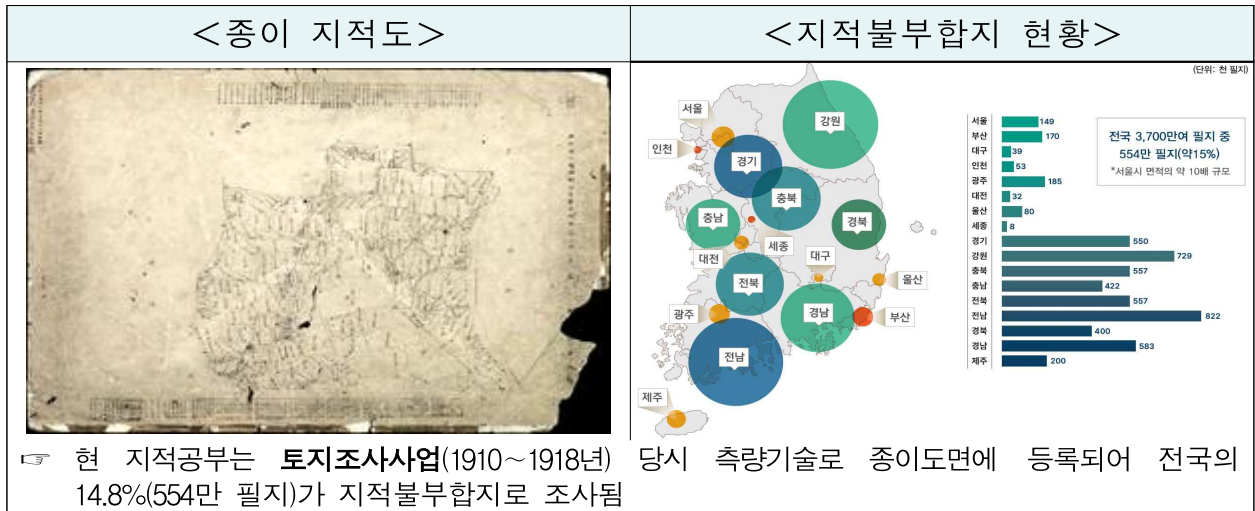 <종이 지적도>
<지적불부합지 현황>
(단위: 천 필지)
서울
인천
경기
강원
충북
충남
경북
세종
대전
대구
전북
울산
광주
경남
부산
전남
제주
서울 149
부산 170
대구 39
인천 53
광주 185
대전 32
울산 80
세종 8
경기 550
강원 729
충북 557
충남 422
전북 557
전남 822
경북 400
경남 583
제주 200
전국 3,700만여 필지 중
554만 필지(약15%)
*서울시 면적의 약 10배 규모
☞ 현 지적공부는 토지조사사업(1910~1918년) 당시 측량기술로 종이도면에 등록되어 전국의
14.8%(554만 필지)가 지적불부합지로 조사됨